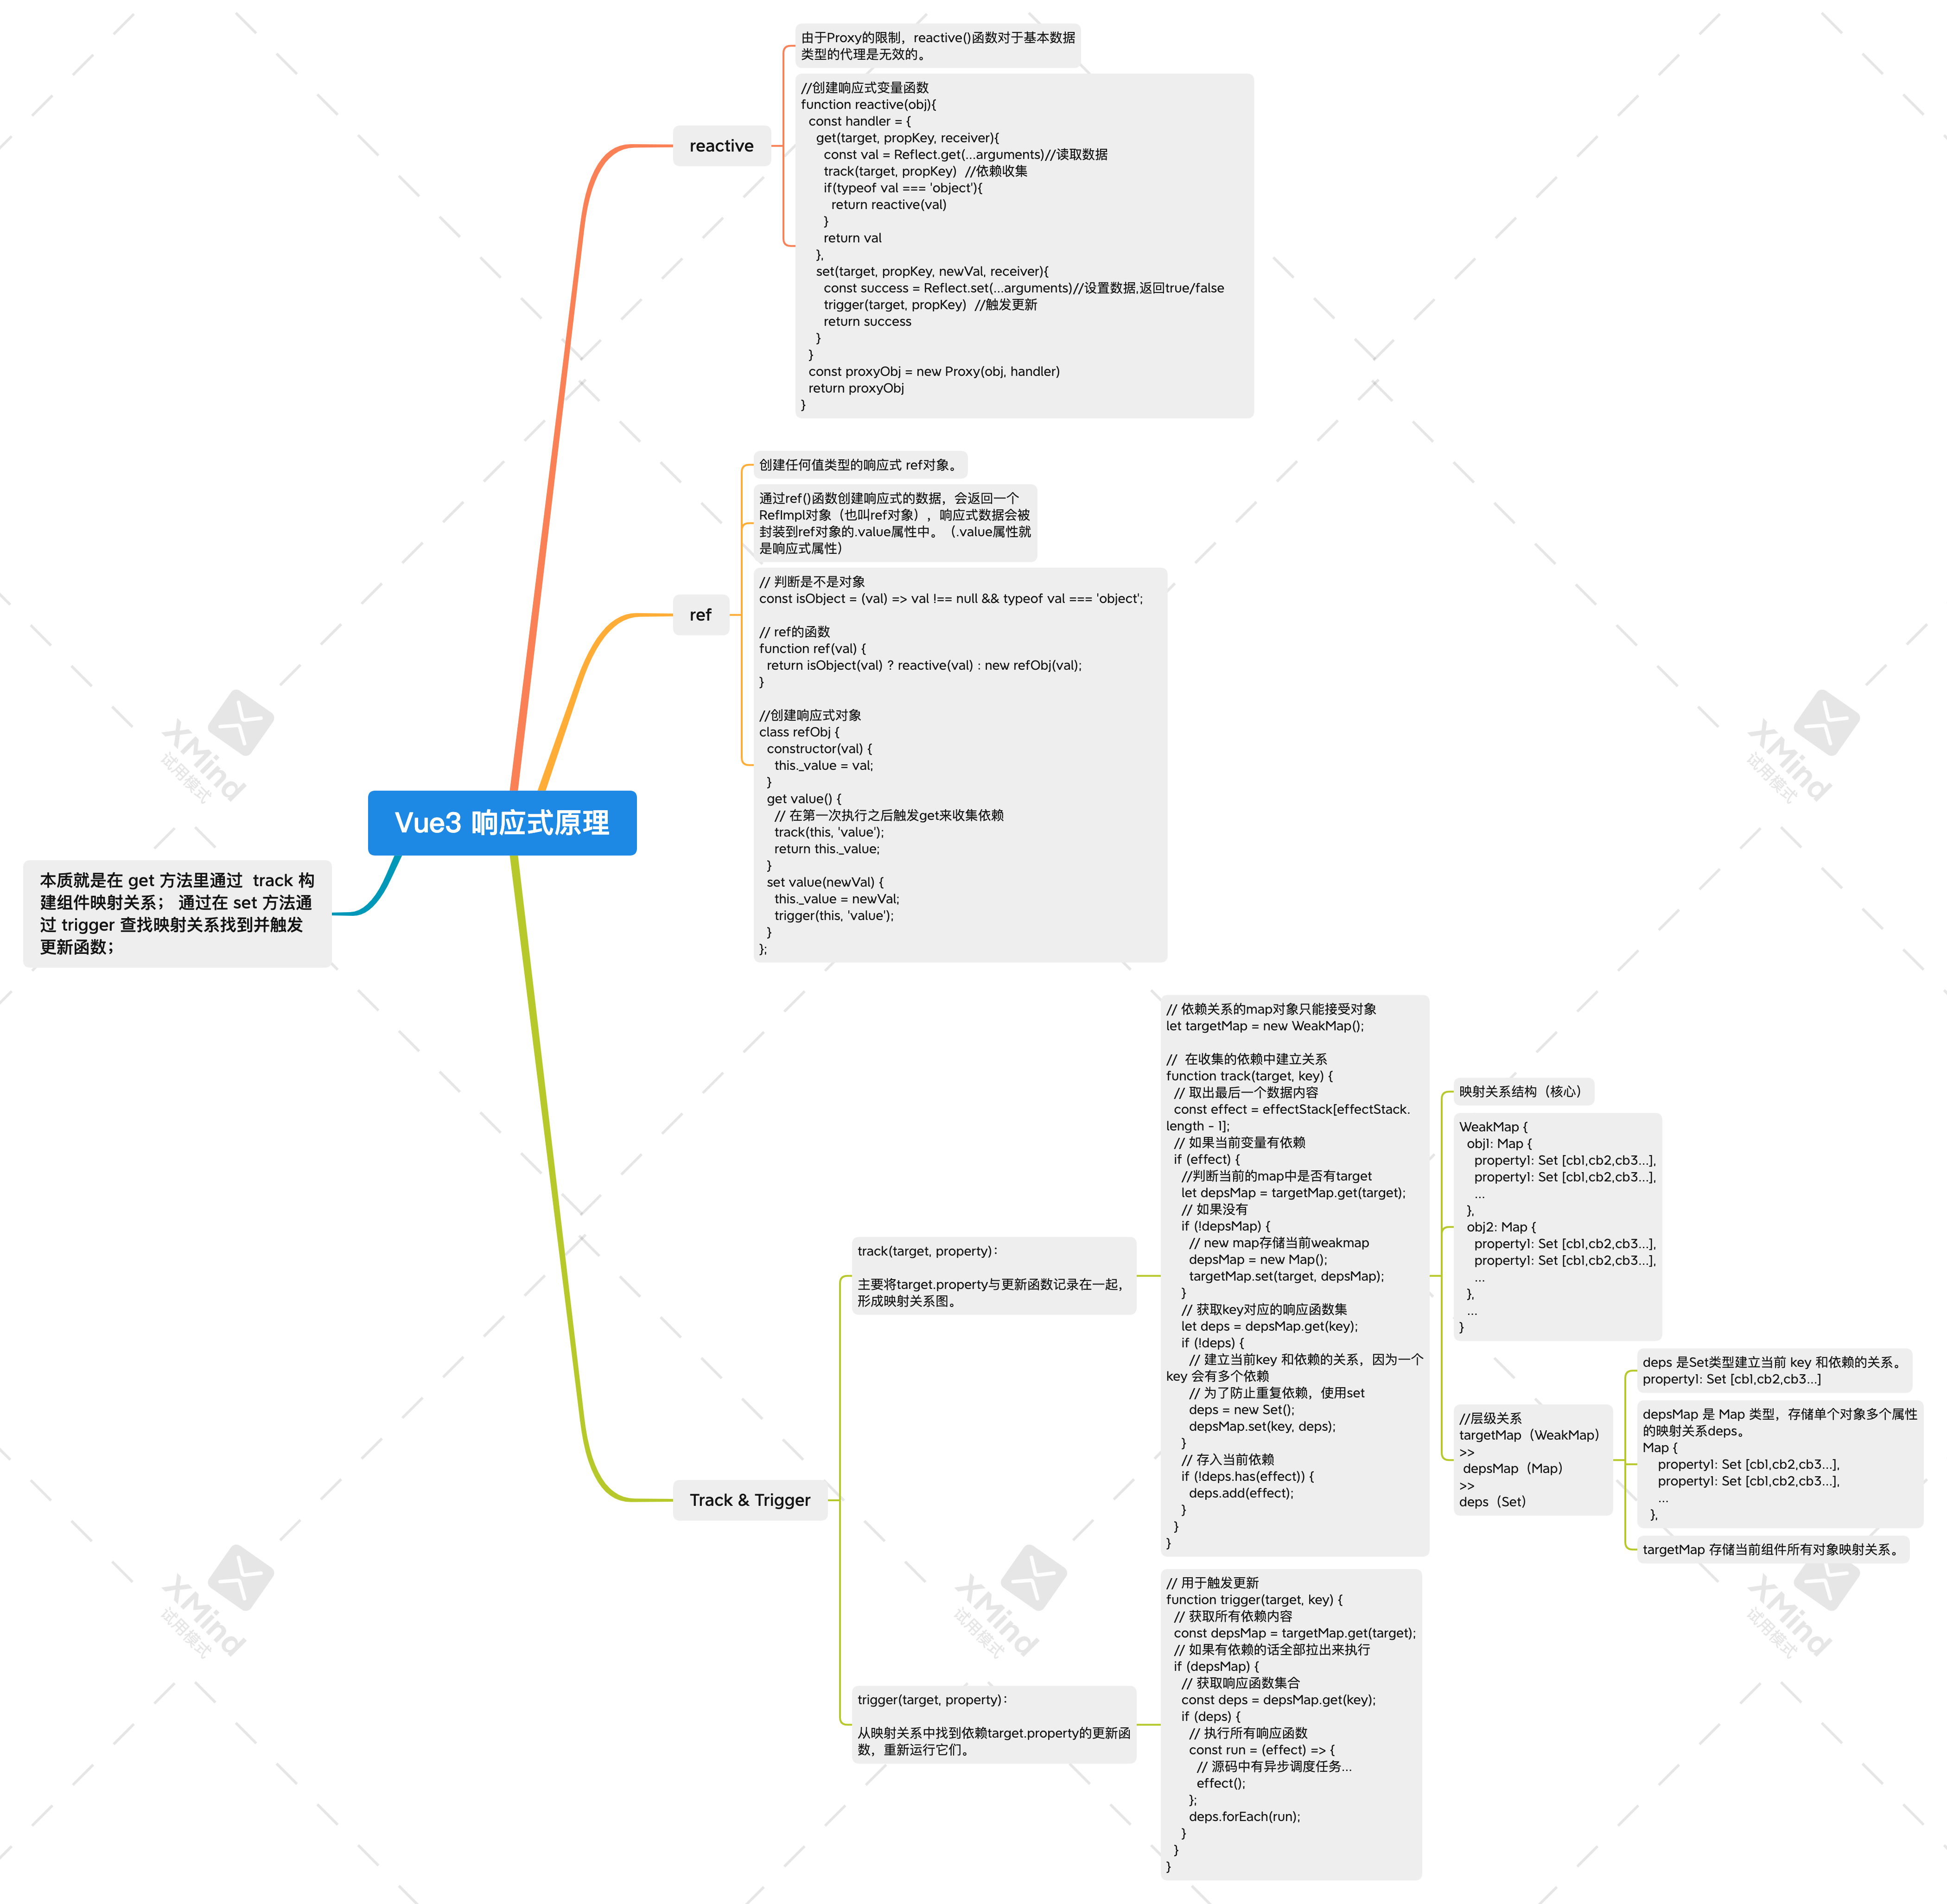 由于Proxy的限制，reactive()函数对于基本数据
类型的代理是无效的。
//创建响应式变量函数
function reactive(obj){
  const handler = {
    get(target, propKey, receiver){
      const val = Reflect.get(...arguments)//读取数据
      track(target, propKey)  //依赖收集
      if(typeof val === 'object'){
        return reactive(val)
      }
      return val
    },
    set(target, propKey, newVal, receiver){
      const success = Reflect.set(...arguments)//设置数据,返回true/false
      trigger(target, propKey)  //触发更新
      return success
    }
  }
  const proxyObj = new Proxy(obj, handler)
  return proxyObj
}
reactive
创建任何值类型的响应式 ref对象。
通过ref()函数创建响应式的数据，会返回一个
RefImpl对象（也叫ref对象），响应式数据会被
封装到ref对象的.value属性中。（.value属性就
是响应式属性）
// 判断是不是对象
const isObject = (val) => val !== null && typeof val === 'object';
// ref的函数
function ref(val) {
  return isObject(val) ? reactive(val) : new refObj(val);
}
//创建响应式对象
class refObj {
  constructor(val) {
    this._value = val;
  }
  get value() {
    // 在第一次执行之后触发get来收集依赖
    track(this, 'value');
    return this._value;
  }
  set value(newVal) {
    this._value = newVal;
    trigger(this, 'value');
  }
};
ref
Vue3 响应式原理
本质就是在 get 方法里通过  track 构
建组件映射关系； 通过在 set 方法通
过 trigger 查找映射关系找到并触发
更新函数；
Track & Trigger
track(target, property)：
主要将target.property与更新函数记录在一起，
形成映射关系图。
// 依赖关系的map对象只能接受对象
let targetMap = new WeakMap();
//  在收集的依赖中建立关系
function track(target, key) {
  // 取出最后一个数据内容
  const effect = effectStack[effectStack.
length - 1];
  // 如果当前变量有依赖
  if (effect) {
    //判断当前的map中是否有target
    let depsMap = targetMap.get(target);
    // 如果没有
    if (!depsMap) {
      // new map存储当前weakmap
      depsMap = new Map();
      targetMap.set(target, depsMap);
    }
    // 获取key对应的响应函数集
    let deps = depsMap.get(key);
    if (!deps) {
      // 建立当前key 和依赖的关系，因为一个
key 会有多个依赖
      // 为了防止重复依赖，使用set
      deps = new Set();
      depsMap.set(key, deps);
    }
    // 存入当前依赖
    if (!deps.has(effect)) {
      deps.add(effect);
    }
  }
}
映射关系结构（核心）
WeakMap {
  obj1: Map {
    property1: Set [cb1,cb2,cb3...],
    property1: Set [cb1,cb2,cb3...],
    ...
  },
  obj2: Map {
    property1: Set [cb1,cb2,cb3...],
    property1: Set [cb1,cb2,cb3...],
    ...
  },
  ...
}
//层级关系
targetMap（WeakMap）
>>
 depsMap（Map）
>>
deps（Set）
deps 是Set类型建立当前 key 和依赖的关系。
property1: Set [cb1,cb2,cb3...]
depsMap 是 Map 类型，存储单个对象多个属性
的映射关系deps。
Map {
    property1: Set [cb1,cb2,cb3...],
    property1: Set [cb1,cb2,cb3...],
    ...
  },
targetMap 存储当前组件所有对象映射关系。
trigger(target, property)：
从映射关系中找到依赖target.property的更新函
数，重新运行它们。
// 用于触发更新
function trigger(target, key) {
  // 获取所有依赖内容
  const depsMap = targetMap.get(target);
  // 如果有依赖的话全部拉出来执行
  if (depsMap) {
    // 获取响应函数集合
    const deps = depsMap.get(key);
    if (deps) {
      // 执行所有响应函数
      const run = (effect) => {
        // 源码中有异步调度任务...
        effect();
      };
      deps.forEach(run);
    }
  }
}
XMind
试用模式
XMind
试用模式
XMind
试用模式
XMind
试用模式
XMind
试用模式